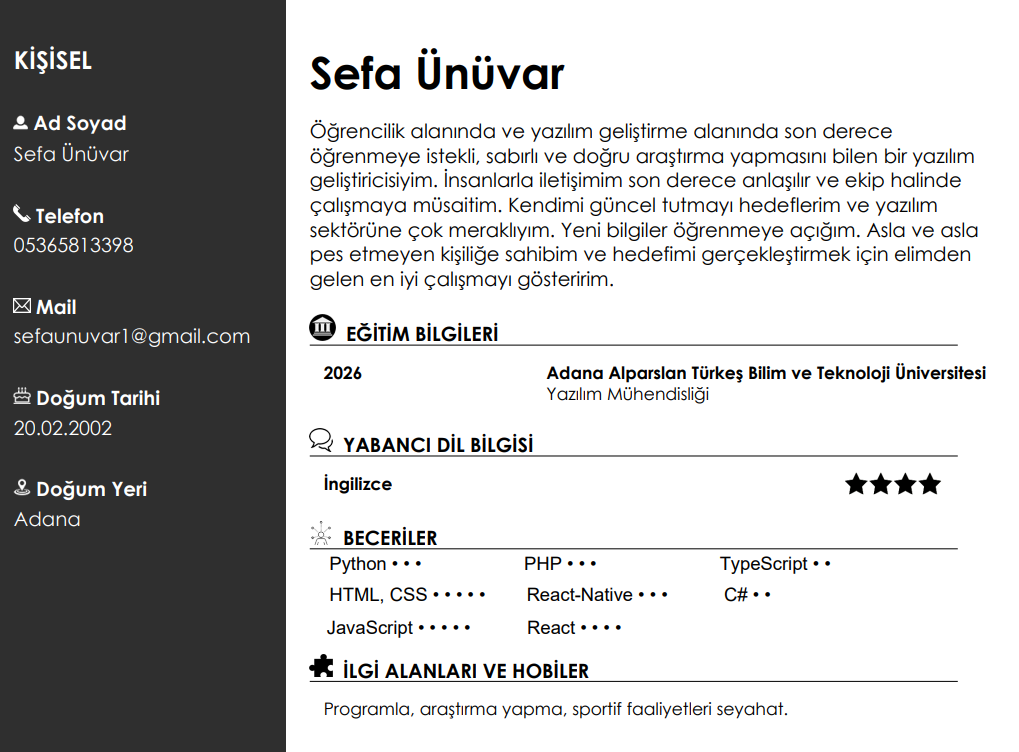 KİŞİSEL
Ad Soyad
Sefa Ünüvar
Telefon
05365813398
Mail
sefaunuvar1@gmail.com
Doğum Tarihi
20.02.2002
Doğum Yeri
Adana
Sefa Ünüvar
Öğrencilik alanında ve yazılım geliştirme alanında son derece
öğrenmeye istekli, sabırlı ve doğru araştırma yapmasını bilen bir yazılım
geliştiricisiyim. İnsanlarla iletişimim son derece anlaşılır ve ekip halinde
çalışmaya müsaitim. Kendimi güncel tutmayı hedeflerim ve yazılım
sektörüne çok meraklıyım. Yeni bilgiler öğrenmeye açığım. Asla ve asla
pes etmeyen kişiliğe sahibim ve hedefimi gerçekleştirmek için elimden
gelen en iyi çalışmayı gösteririm.
EĞİTİM BİLGİLERİ
2026 Adana Alparslan Türkeş Bilim ve Teknoloji Üniversitesi
Yazılım Mühendisliği
YABANCI DİL BİLGİSİ
İngilizce ★★★★
BECERİLER
Python • • • PHP • • • TypeScript • •
HTML, CSS • • • • • React-Native • • • C# • •
JavaScript • • • • • React • • • •
İLGİ ALANLARI VE HOBİLER
Programla, araştırma yapma, sportif faaliyetleri seyahat.